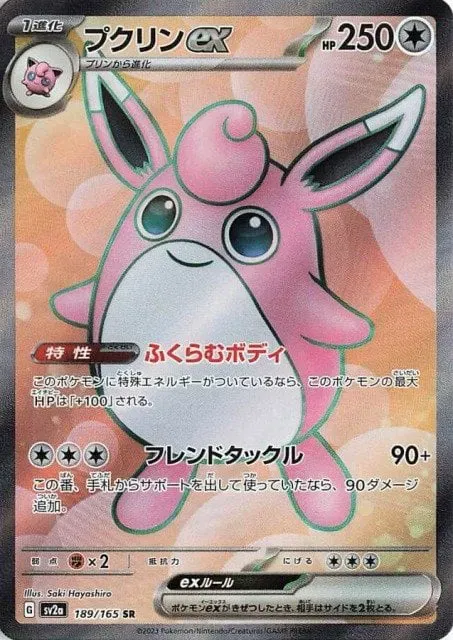 1進化
プクリンex
HP250
プリンから進化
特性 ふくらむボディ
このポケモンに特殊エネルギーがついているなら、このポケモンの最大
HPは「+100」される。
フレンドタックル 90+
この番、手札からサポートを出して使っていたなら、90ダメージ
追加。
弱点 ×2 抵抗力 にげる
Illus. Saki Hayashiro
exルール
G sv2a 189/165 SR
ポケモンexがきぜつしたとき、相手はサイドを2枚とる。
©2023 Pokémon/Nintendo/Creatures/GAME FREAK